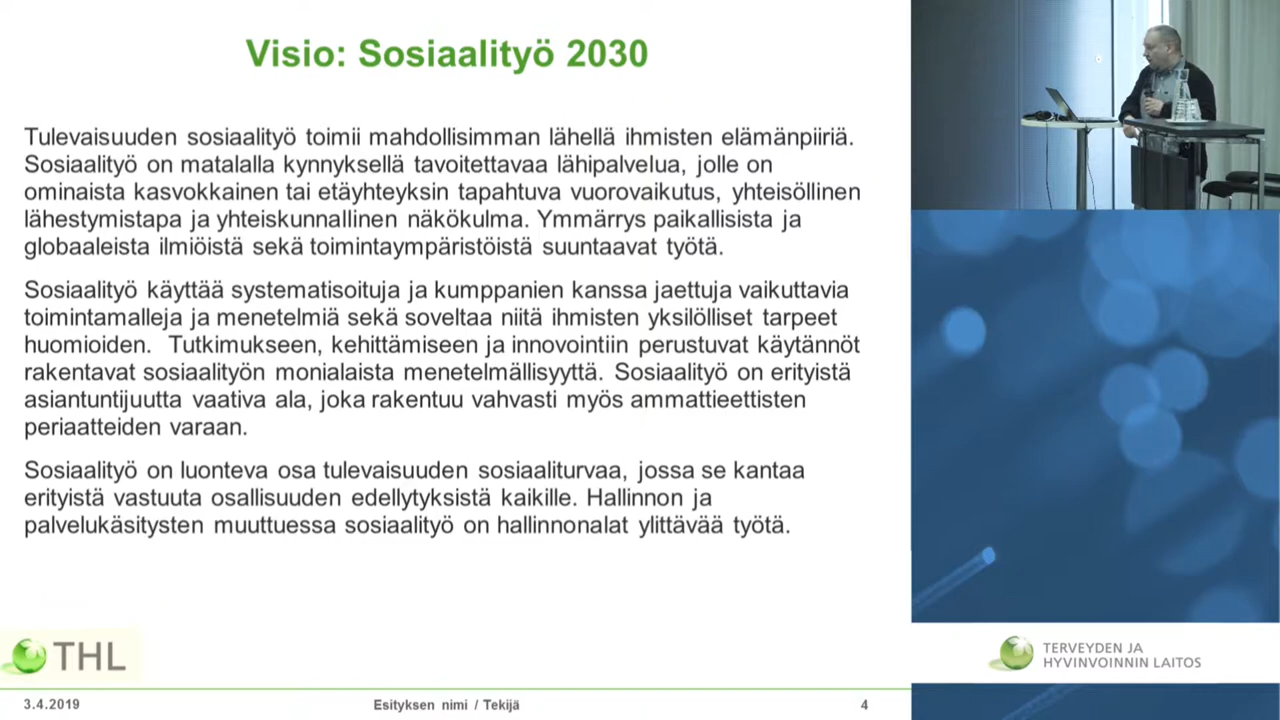 Visio: Sosiaalityö 2030
Tulevaisuuden sosiaalityö toimii mahdollisimman lähellä ihmisten elämänpiiriä.
Sosiaalityö on matalalla kynnyksellä tavoitettavaa lähipalvelua, jolle on
ominaista kasvokkainen tai etäyhteyksin tapahtuva vuorovaikutus, yhteisöllinen
lähestymistapa ja yhteiskunnallinen näkökulma. Ymmärrys paikallisista ja
globaaleista ilmiöistä sekä toimintaympäristöistä suuntaavat työtä.
Sosiaalityö käyttää systematisoituja ja kumppanien kanssa jaettuja vaikuttavia
toimintamalleja ja menetelmiä sekä soveltaa niitä ihmisten yksilölliset tarpeet
huomioiden. Tutkimukseen, kehittämiseen ja innovointiin perustuvat käytännöt
rakentavat sosiaalityön monialaista menetelmällisyyttä. Sosiaalityö on erityistä
asiantuntijuutta vaativa ala, joka rakentuu vahvasti myös ammattieettisten
periaatteiden varaan.
Sosiaalityö on luonteva osa tulevaisuuden sosiaaliturvaa, jossa se kantaa
erityistä vastuuta osallisuuden edellytyksistä kaikille. Hallinnon ja
palvelukäsitysten muuttuessa sosiaalityö on hallinnonalat ylittävää työtä.
THL
3.4.2019
Esityksen nimi / Tekijä
4
TERVEYDEN JA
HYVINVOINNIN LAITOS